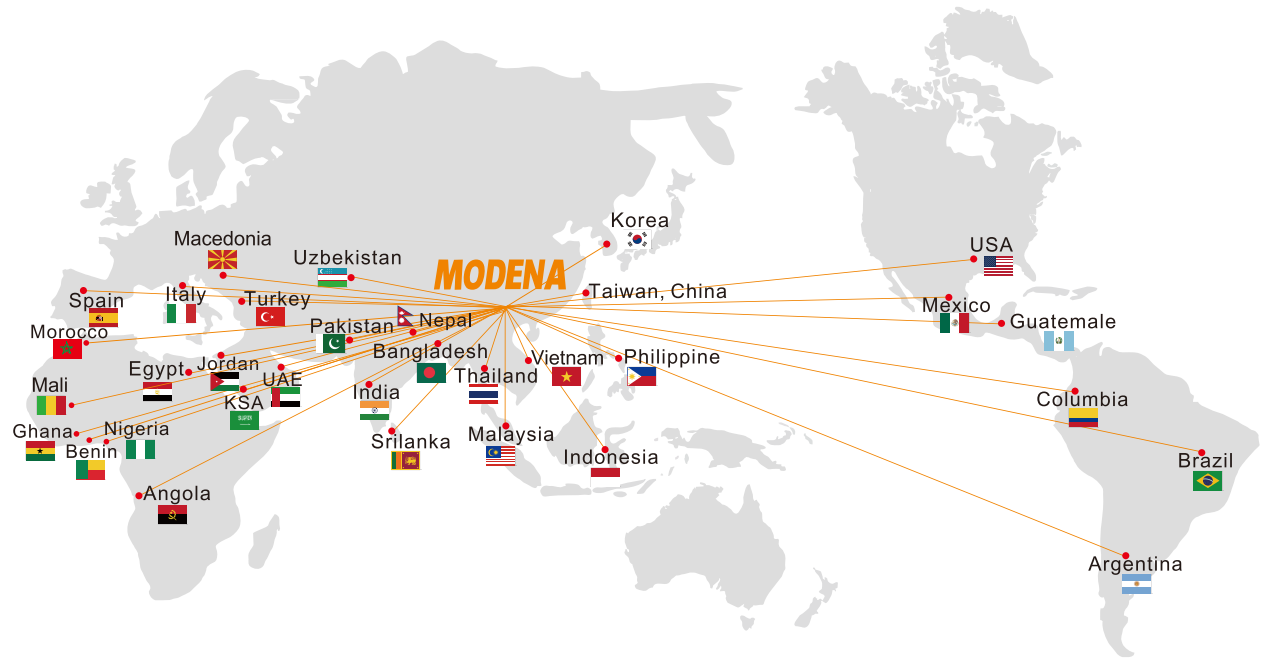 Korea
Macedonia
USA
Uzbekistan
MODENA
Taiwan, China
Italy
Turkey
Spain
Mexico
Nepal
Guatemale
Pakistan
Morocco
Bangladesh
Vietnam
Philippine
Jordan
Egypt
Thailand
UAE
Mali
India
KSA
Columbia
Nigeria
Ghana
Malaysia
Srilanka
Benin
Indonesia
Brazil
Angola
Argentina